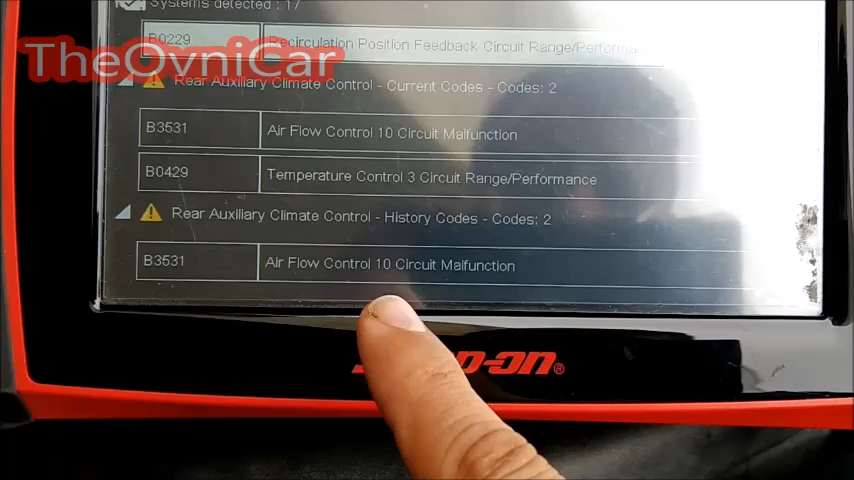 Systems detected : 17
B0229 Recirculation Position Feedback Circuit Range/Performa
TheOvniCar
Rear Auxiliary Climate Control - Current Codes - Codes: 2
B3531 Air Flow Control 10 Circuit Malfunction
B0429 Temperature Control 3 Circuit Range/Performance
Rear Auxiliary Climate Control - History Codes - Codes: 2
B3531 Air Flow Control 10 Circuit Malfunction
p-on®